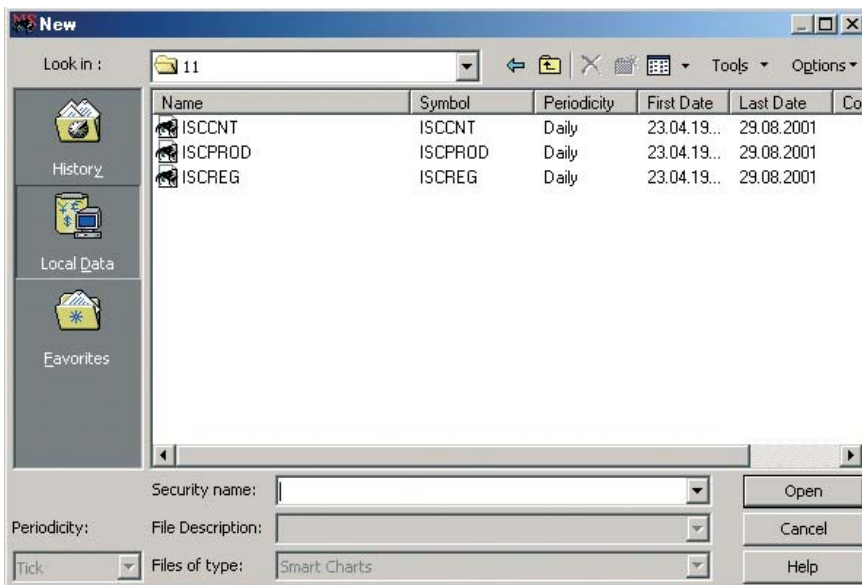 MS New
Look in : 11 Tools Options
Name Symbol Periodicity First Date Last Date Co
ISCCNT ISCCNT Daily 23.04.19... 29.08.2001
ISCPROD ISCPROD Daily 23.04.19... 29.08.2001
ISCREG ISCREG Daily 23.04.19... 29.08.2001
History
Local Data
Favorites
Security name: Open
Periodicity: File Description: Cancel
Tick Files of type: Smart Charts Help